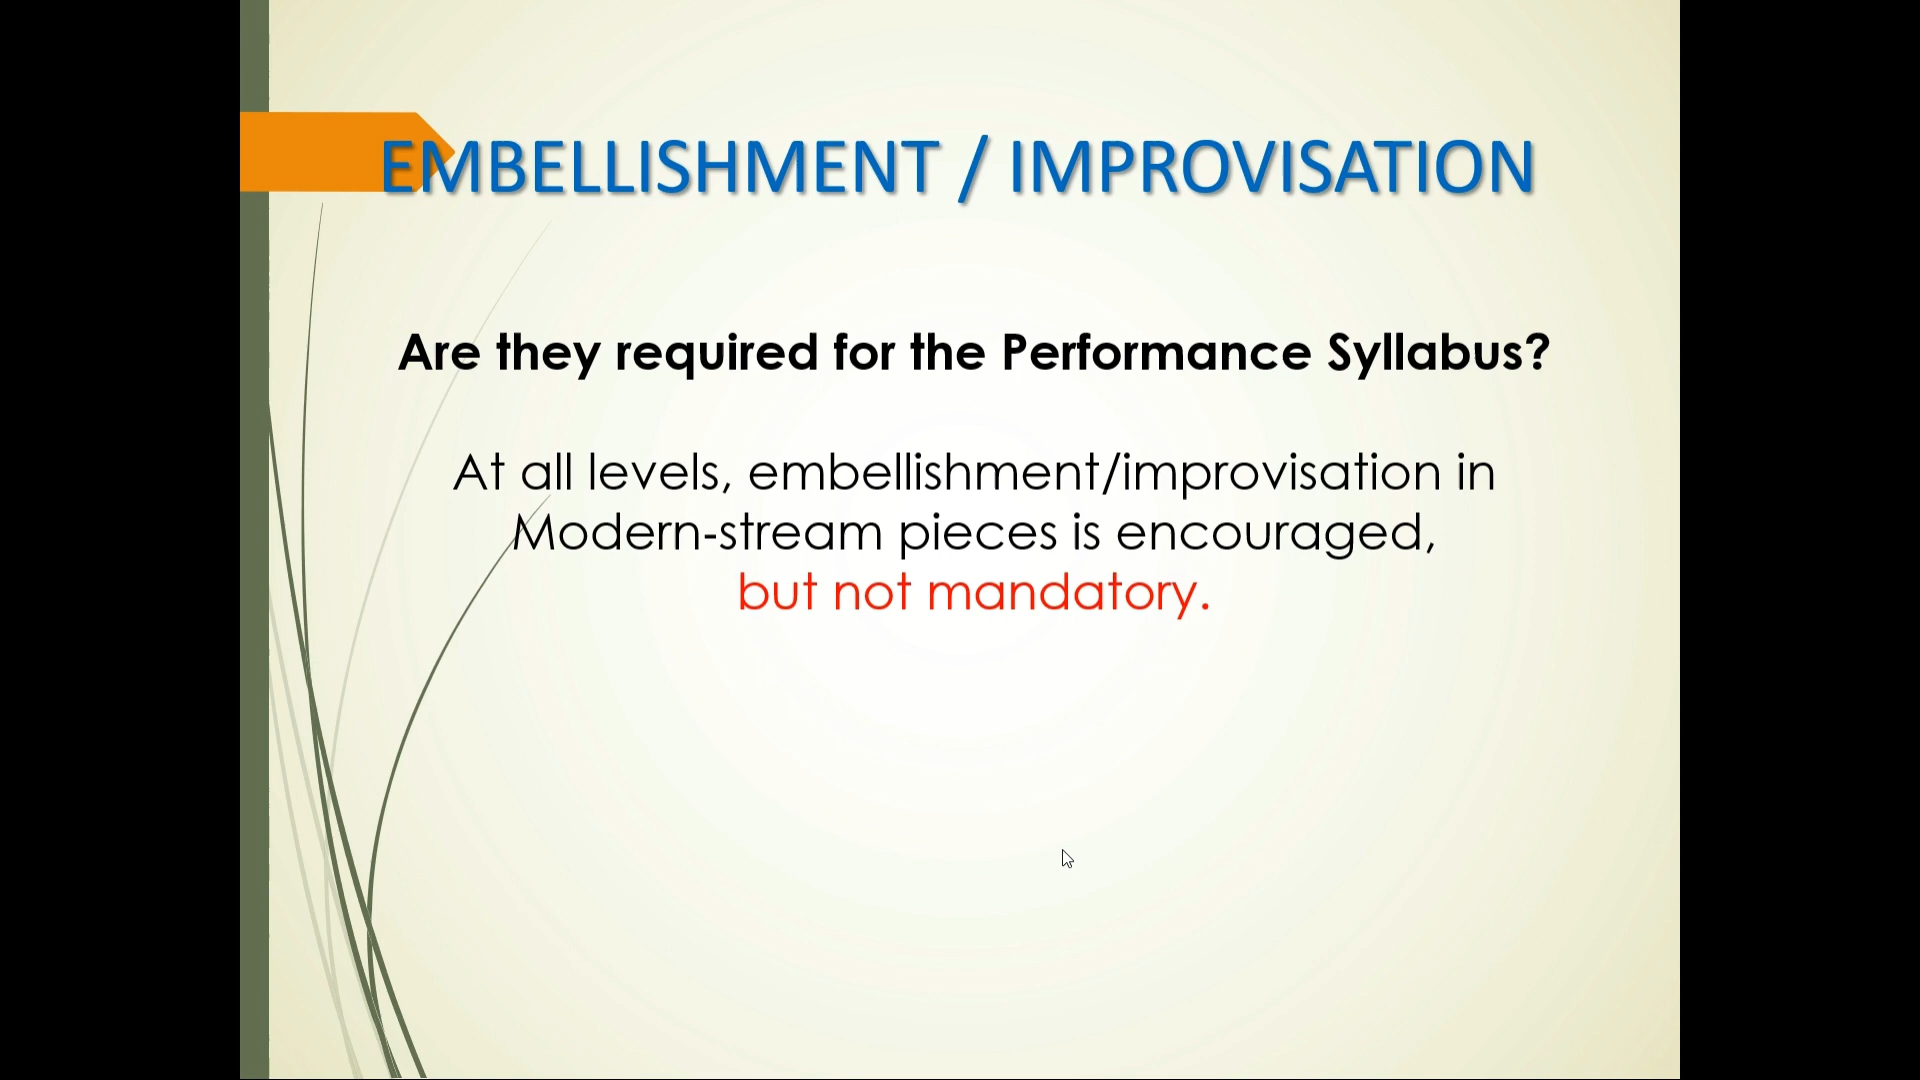 EMBELLISHMENT / IMPROVISATION
Are they required for the Performance Syllabus?
At all levels, embellishment/improvisation in
Modern-stream pieces is encouraged,
but not mandatory.